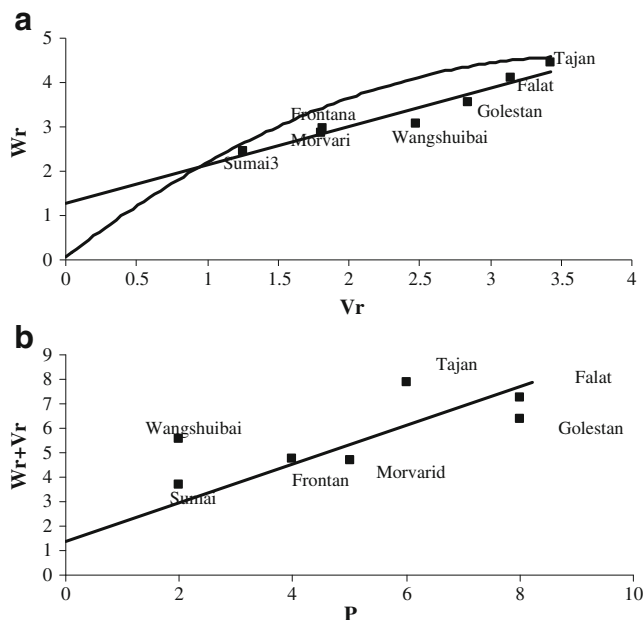 a
5
4
3
2
1
0
Wr
Tajan
Falat
Golestan
Frontana
Morvari
Wangshuibai
Sumai3
0 0.5 1 1.5 2 2.5 3 3.5 4
Vr
b
9
8
7
6
5
4
3
2
1
0
Wr+Vr
Tajan
Falat
Wangshuibai
Golestan
Frontan
Morvarid
Sumai
0 2 4 6 8 10
P